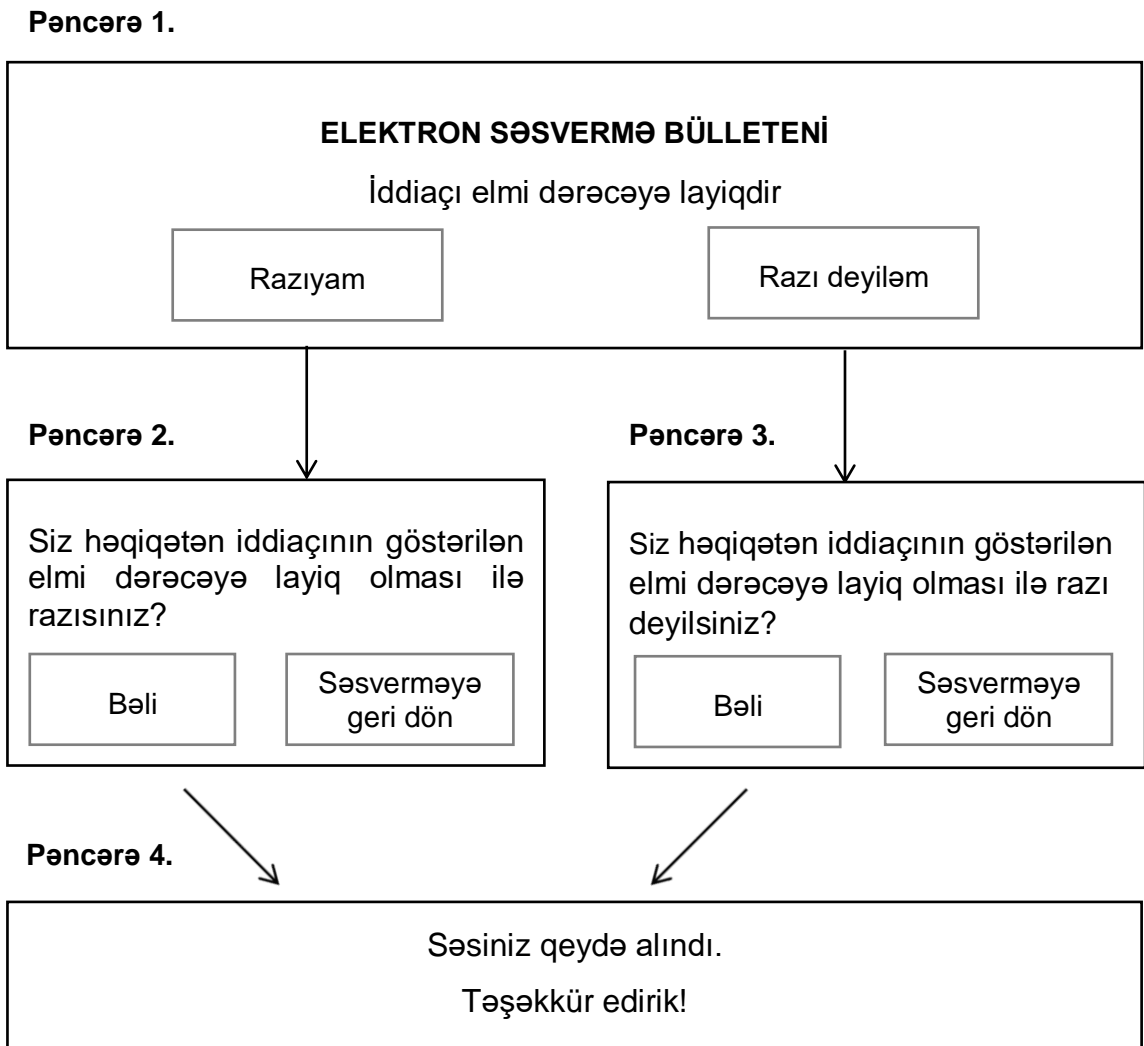 Pəncərə 1.
ELEKTRON SƏSVERMƏ BÜLLETENİ
İddiaçı elmi dərəcəyə layiqdir
Razıyam
Razı deyiləm
Pəncərə 2.
Siz həqiqətən iddiaçının göstərilən
elmi dərəcəyə layiq olması ilə
razısınız?
Bəli
Səsverməyə
geri dön
Pəncərə 3.
Siz həqiqətən iddiaçının göstərilən
elmi dərəcəyə layiq olması ilə razı
deyilsiniz?
Bəli
Səsverməyə
geri dön
Pəncərə 4.
Səsiniz qeydə alındı.
Təşəkkür edirik!